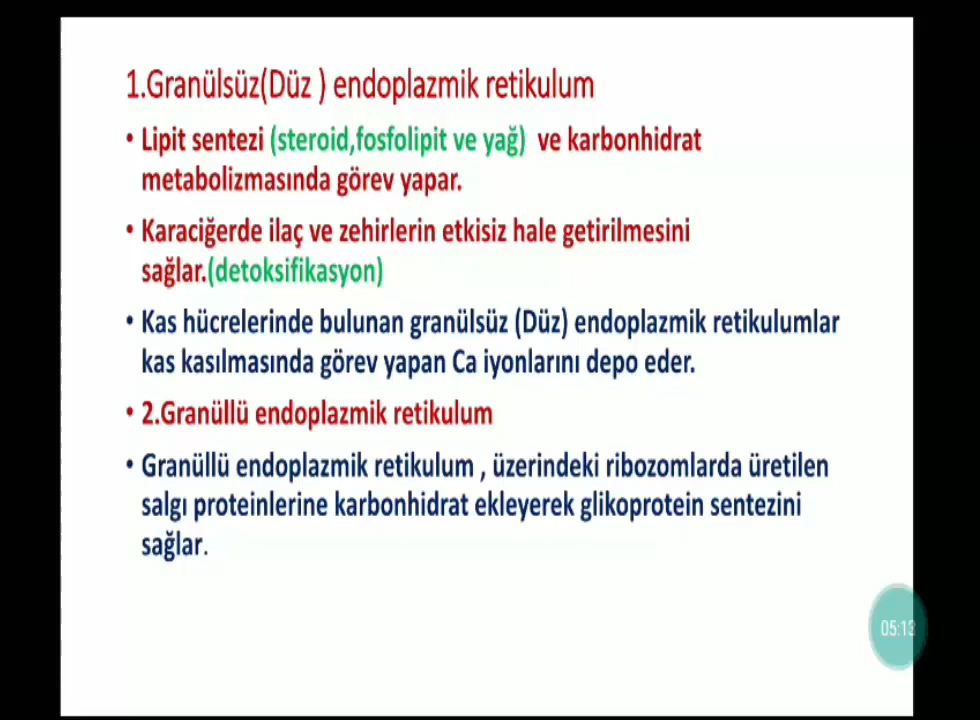 1.Granülsüz(Düz ) endoplazmik retikulum
• Lipit sentezi (steroid,fosfolipit ve yağ) ve karbonhidrat
metabolizmasında görev yapar.
• Karaciğerde ilaç ve zehirlerin etkisiz hale getirilmesini
sağlar.(detoksifikasyon)
• Kas hücrelerinde bulunan granülsüz (Düz) endoplazmik retikulumlar
kas kasılmasında görev yapan Ca iyonlarını depo eder.
• 2.Granüllü endoplazmik retikulum
• Granüllü endoplazmik retikulum , üzerindeki ribozomlarda üretilen
salgı proteinlerine karbonhidrat ekleyerek glikoprotein sentezini
sağlar.
05:13